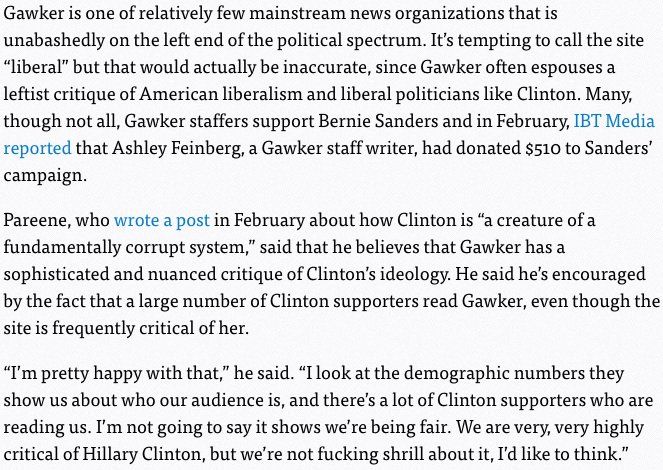 Gawker is one of relatively few mainstream news organizations that is
unabashedly on the left end of the political spectrum. It’s tempting to call the site
“liberal” but that would actually be inaccurate, since Gawker often espouses a
leftist critique of American liberalism and liberal politicians like Clinton. Many,
though not all, Gawker staffers support Bernie Sanders and in February, IBT Media
reported that Ashley Feinberg, a Gawker staff writer, had donated $510 to Sanders’
campaign.
Pareene, who wrote a post in February about how Clinton is “a creature of a
fundamentally corrupt system,” said that he believes that Gawker has a
sophisticated and nuanced critique of Clinton’s ideology. He said he’s encouraged
by the fact that a large number of Clinton supporters read Gawker, even though the
site is frequently critical of her.
“I’m pretty happy with that,” he said. “I look at the demographic numbers they
show us about who our audience is, and there’s a lot of Clinton supporters who are
reading us. I’m not going to say it shows we’re being fair. We are very, very highly
critical of Hillary Clinton, but we’re not fucking shrill about it, I’d like to think.”